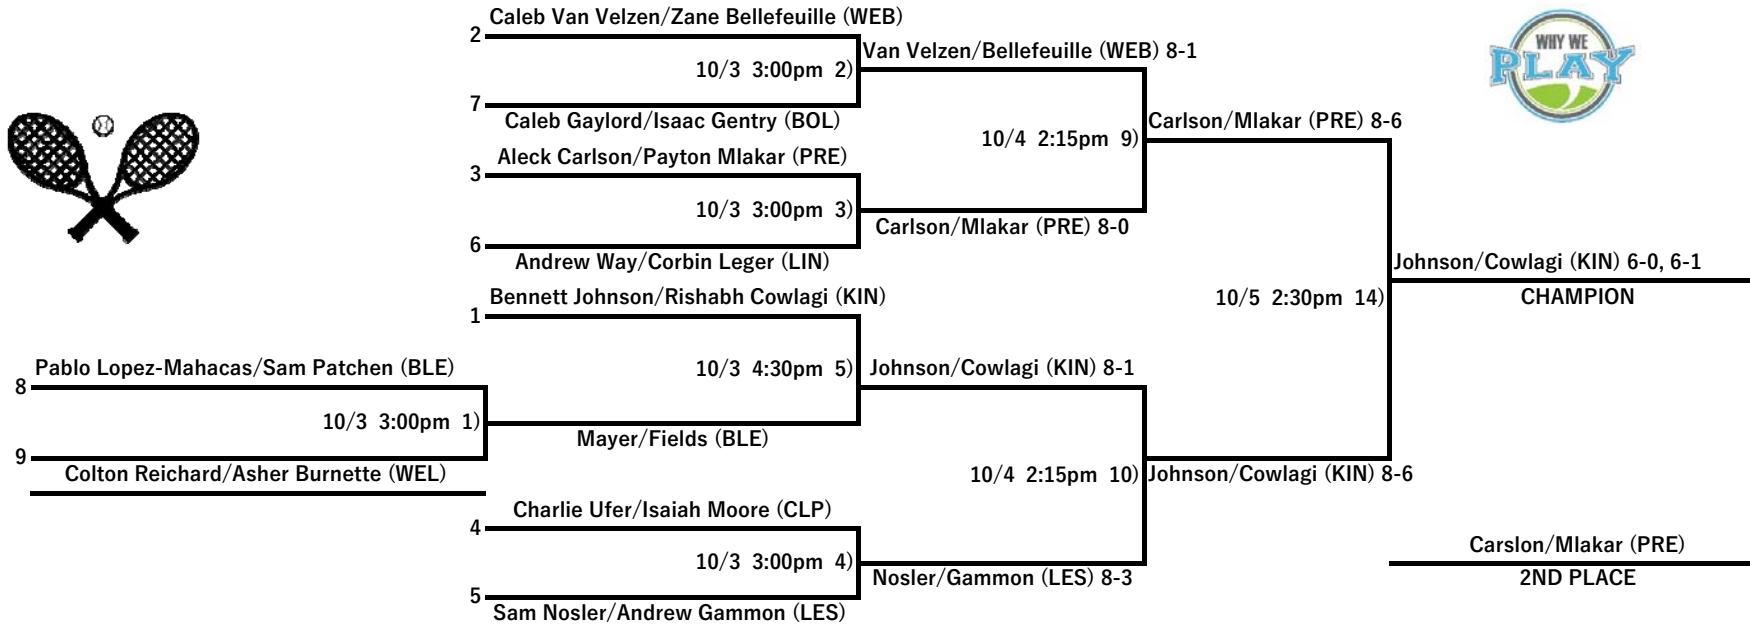 Caleb Van Velzen/Zane Bellefeuille (WEB)
2
Van Velzen/Bellefeuille (WEB) 8-1
10/3 3:00pm 2)
7
Caleb Gaylord/Isaac Gentry (BOL)
WHY WE
PLAY
Carlson/Mlakar (PRE) 8-6
10/4 2:15pm 9)
Aleck Carlson/Payton Mlakar (PRE)
3
10/3 3:00pm 3)
Carlson/Mlakar (PRE) 8-0
6
Andrew Way/Corbin Leger (LIN)
Johnson/Cowlagi (KIN) 6-0, 6-1
10/5 2:30pm 14)
CHAMPION
Bennett Johnson/Rishabh Cowlagi (KIN)
1
10/3 4:30pm 5)
Johnson/Cowlagi (KIN) 8-1
Pablo Lopez-Mahacas/Sam Patchen (BLE)
8
10/3 3:00pm 1)
Mayer/Fields (BLE)
9
Colton Reichard/Asher Burnette (WEL)
10/4 2:15pm 10)
Johnson/Cowlagi (KIN) 8-6
Charlie Ufer/Isaiah Moore (CLP)
4
10/3 3:00pm 4)
Nosler/Gammon (LES) 8-3
5
Sam Nosler/Andrew Gammon (LES)
Carslon/Mlakar (PRE)
2ND PLACE